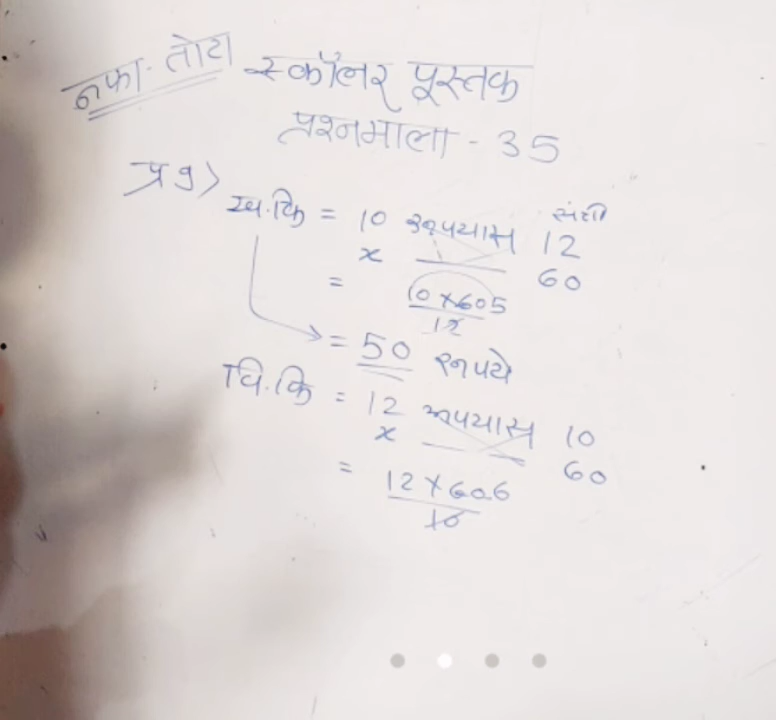 नफा-तोटा
स्कॉलर पूस्तक
प्रश्नमाला - 35
प्र 9>
संत्री
ख.कि = 10 रुपयास 12
x 60
= 10 x 60 5
12
= 50 रुपये
वि.कि = 12 रुपयास 10
x 60
= 12 x 60 6
10